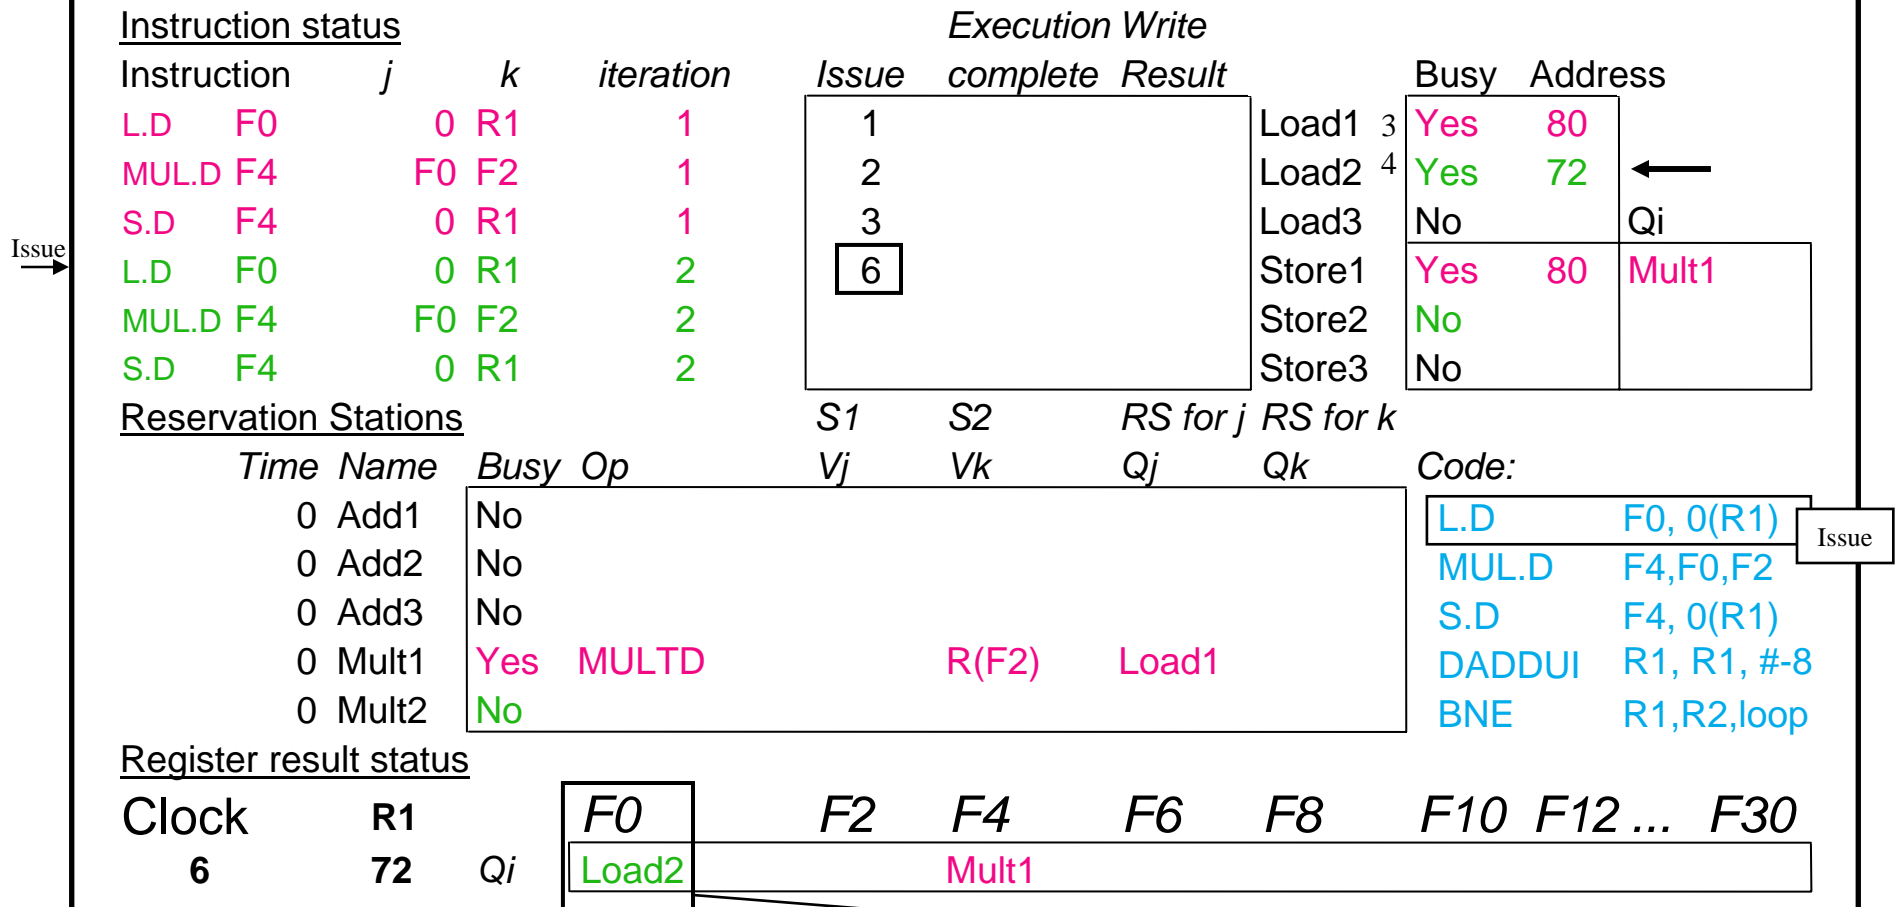 Instruction status Execution Write
Instruction j k iteration Issue complete Result Busy Address
L.D F0 0 R1 1 1 Load1 3 Yes 80
MUL.D F4 F0 F2 1 2 Load2 4 Yes 72
S.D F4 0 R1 1 3 Load3 No Qi
Issue L.D F0 0 R1 2 6 Store1 Yes 80 Mult1
MUL.D F4 F0 F2 2 Store2 No
S.D F4 0 R1 2 Store3 No
Reservation Stations S1 S2 RS for j RS for k
Time Name Busy Op Vj Vk Qj Qk Code:
0 Add1 No L.D F0, 0(R1) Issue
0 Add2 No MUL.D F4,F0,F2
0 Add3 No S.D F4, 0(R1)
0 Mult1 Yes MULTD R(F2) Load1 DADDUI R1, R1, #-8
0 Mult2 No BNE R1,R2,loop
Register result status
Clock R1 F0 F2 F4 F6 F8 F10 F12 ... F30
6 72 Qi Load2 Mult1